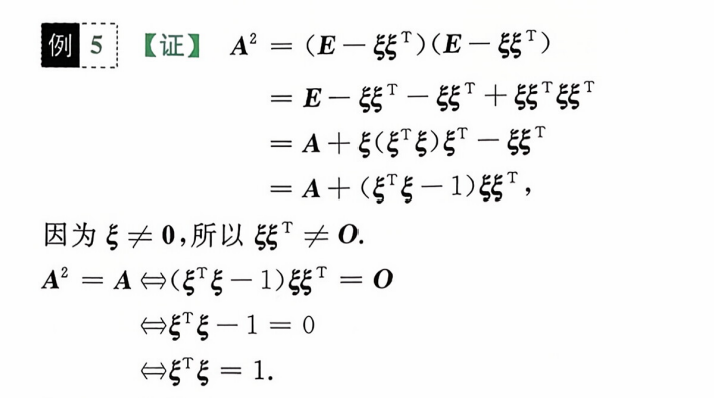 例 5 【证】 A² = (E − ξξᵀ)(E − ξξᵀ)
= E − ξξᵀ − ξξᵀ + ξξᵀξξᵀ
= A + ξ(ξᵀξ)ξᵀ − ξξᵀ
= A + (ξᵀξ − 1)ξξᵀ,
因为 ξ ≠ 0,所以 ξξᵀ ≠ O.
A² = A ⇔ (ξᵀξ − 1)ξξᵀ = O
⇔ ξᵀξ − 1 = 0
⇔ ξᵀξ = 1.